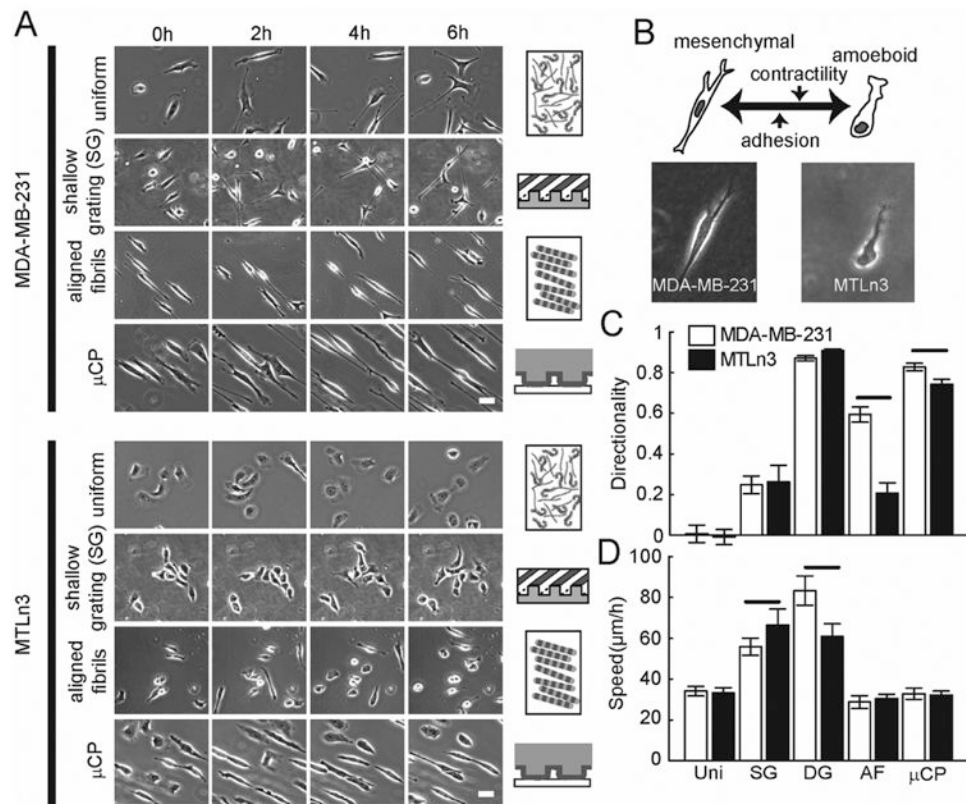 A
0h 2h 4h 6h
MDA-MB-231
uniform
shallow
grating (SG)
aligned
fibrils
μCP
MTLn3
uniform
shallow
grating (SG)
aligned
fibrils
μCP
B
mesenchymal
amoeboid
contractility
adhesion
MDA-MB-231
MTLn3
C
MDA-MB-231
MTLn3
Directionality
1
0.8
0.6
0.4
0.2
0
D
Speed (μm/h)
100
80
60
40
20
0
Uni SG DG AF μCP